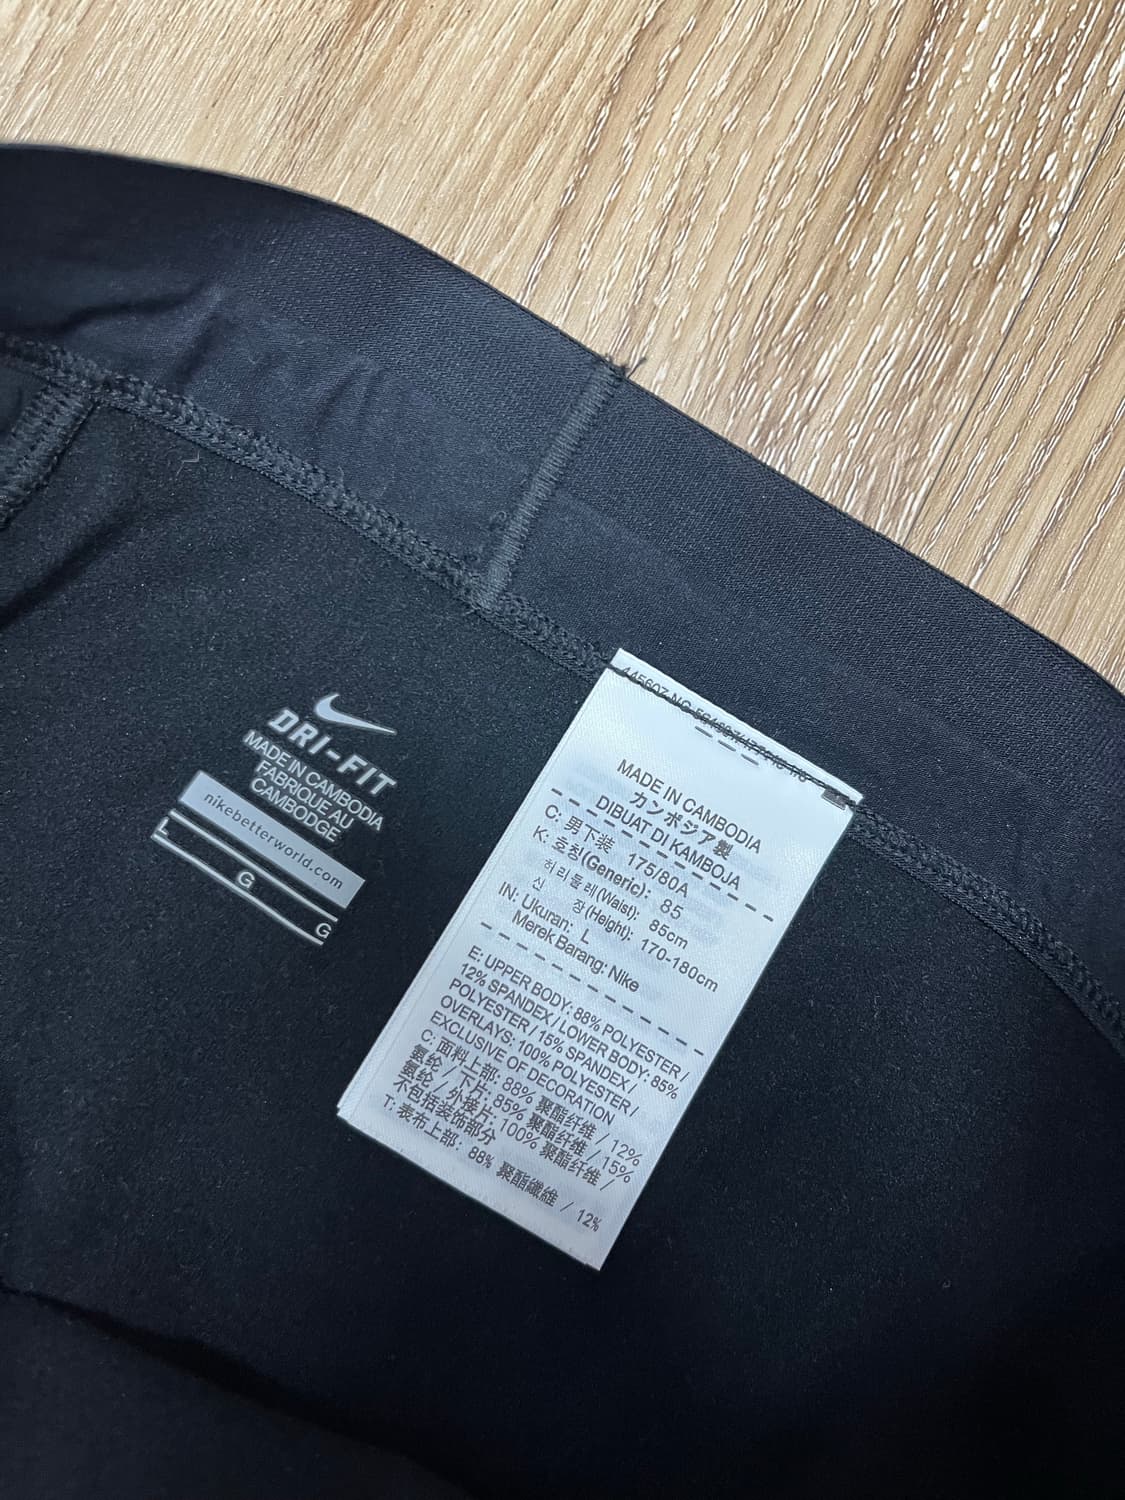 DRI-FIT
MADE IN CAMBODIA
FABRIQUE AU
CAMBODGE
nikebetterworld.com
L G G
MADE IN CAMBODIA
カンボジア製
DIBUAT DI KAMBOJA
C: 男下装 175/80A
K: 호칭(Generic): 85
허리둘레(Waist): 85cm
신 장(Height): 170-180cm
IN: Ukuran: L
Merek Barang: Nike
E: UPPER BODY: 88% POLYESTER /
12% SPANDEX / LOWER BODY: 85%
POLYESTER / 15% SPANDEX /
OVERLAYS: 100% POLYESTER /
EXCLUSIVE OF DECORATION
C: 面料上部: 88% 聚酯纤维 / 12%
氨纶 / 下片: 85% 聚酯纤维 / 15%
氨纶 / 外接片: 100% 聚酯纤维 /
不包括装饰部分
T: 表布上部: 88% 聚酯纖維 / 12%